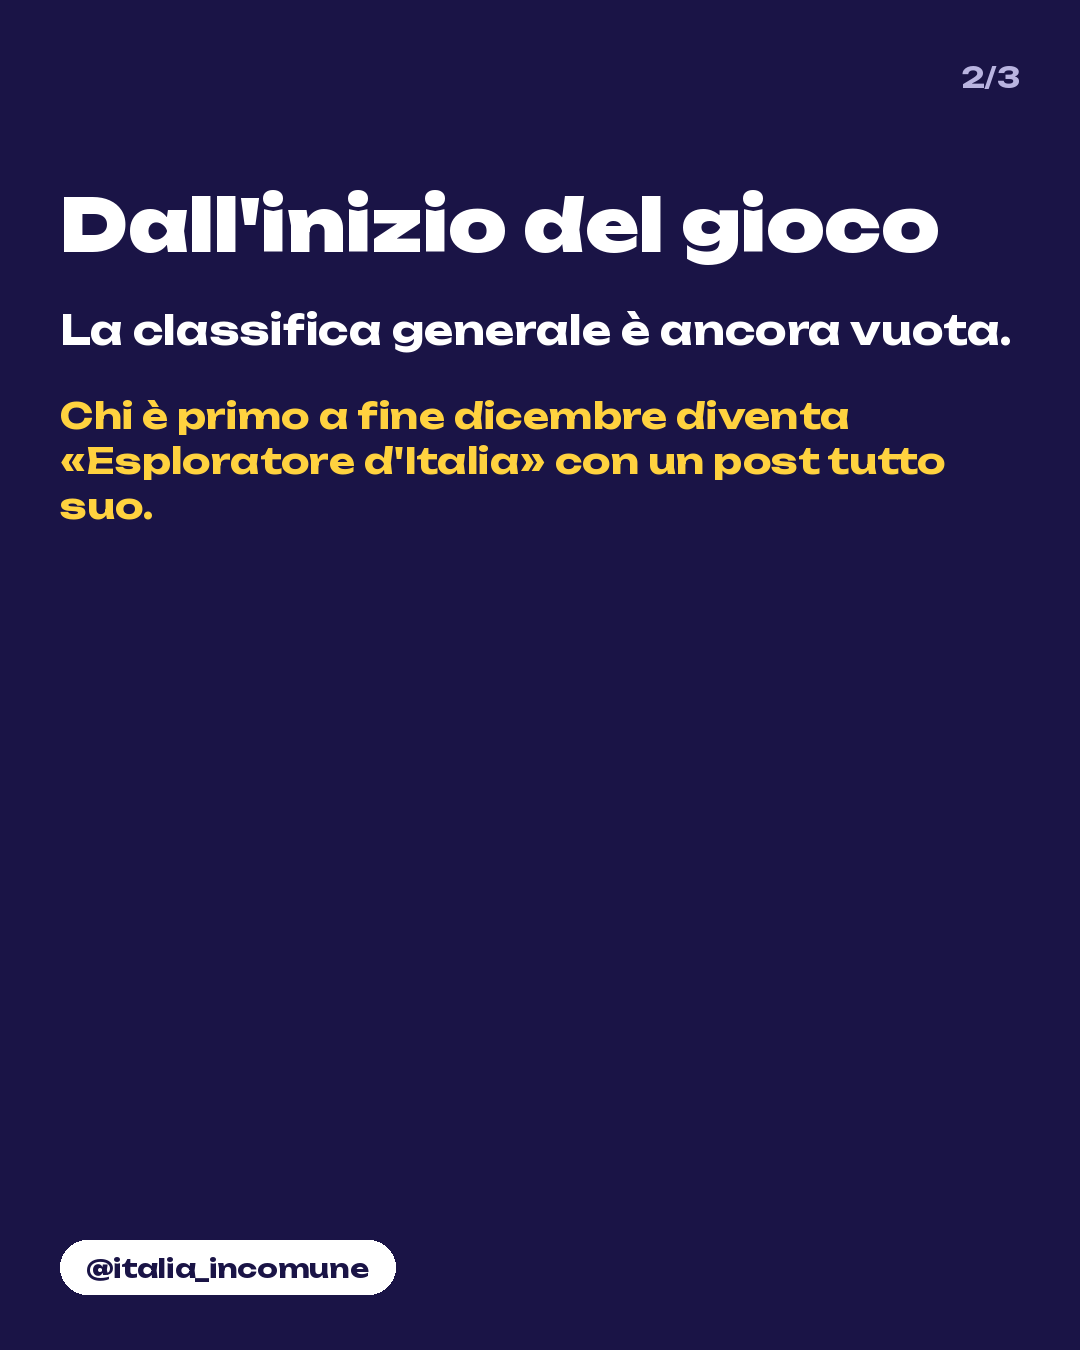 2/3
Dall'inizio del gioco
La classifica generale è ancora vuota.
Chi è primo a fine dicembre diventa
«Esploratore d'Italia» con un post tutto
suo.
@italia_incomune